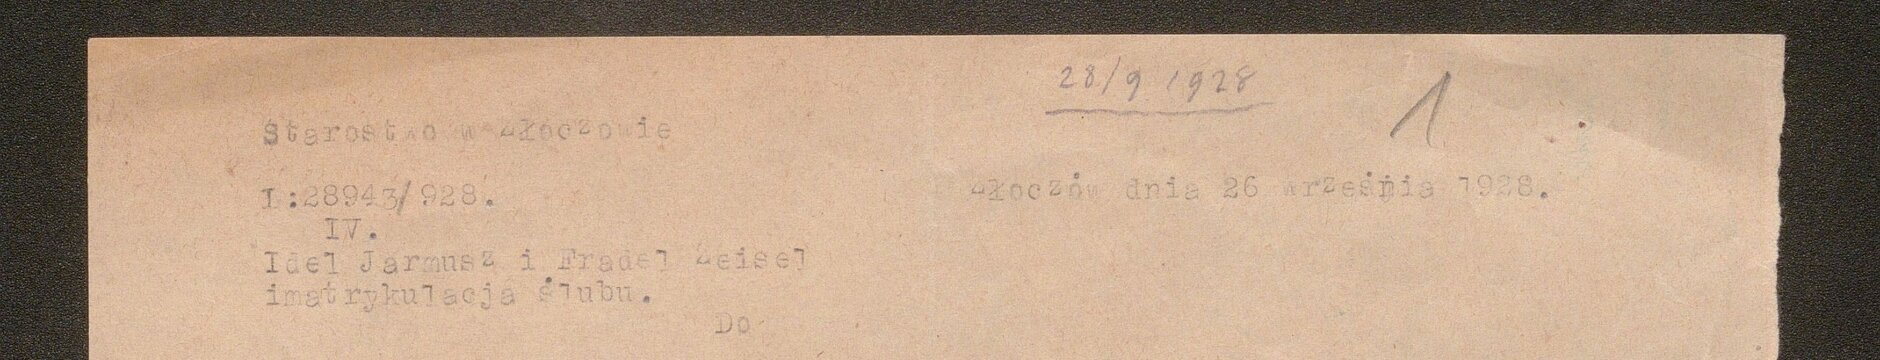 28/9 1928
1
Starostwo w Złoczowie
Złoczów dnia 26 września 1928.
L:28943/928.
IV.
Idel Jarmusz i Fradel Zeisel
imatrykulacja ślubu.
Do